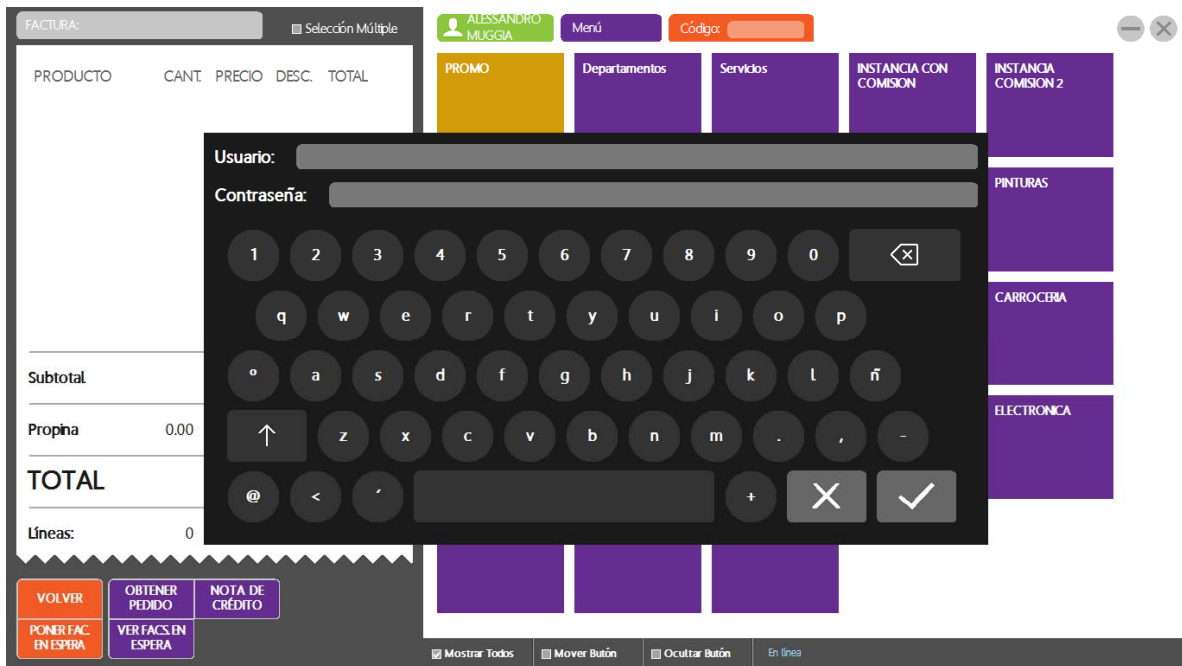 FACTURA:
Selección Múltiple
ALESSANDRO
MUGGIA
Menú
Código:
PRODUCTO CANT. PRECIO DESC. TOTAL
PROMO
Departamentos
Servicios
INSTANCIA CON
COMISION
INSTANCIA
COMISION 2
Usuario:
Contraseña:
PINTURAS
1 2 3 4 5 6 7 8 9 0
q w e r t y u i o p
CARROCERIA
º a s d f g h j k l ñ
z x c v b n m . , -
@ < ´ +
ELECTRONICA
Subtotal
Propina 0.00
TOTAL
Líneas: 0
VOLVER
OBTENER
PEDIDO
NOTA DE
CRÉDITO
PONER FAC.
EN ESPERA
VER FACS. EN
ESPERA
Mostrar Todos
Mover Butón
Ocultar Butón
En línea